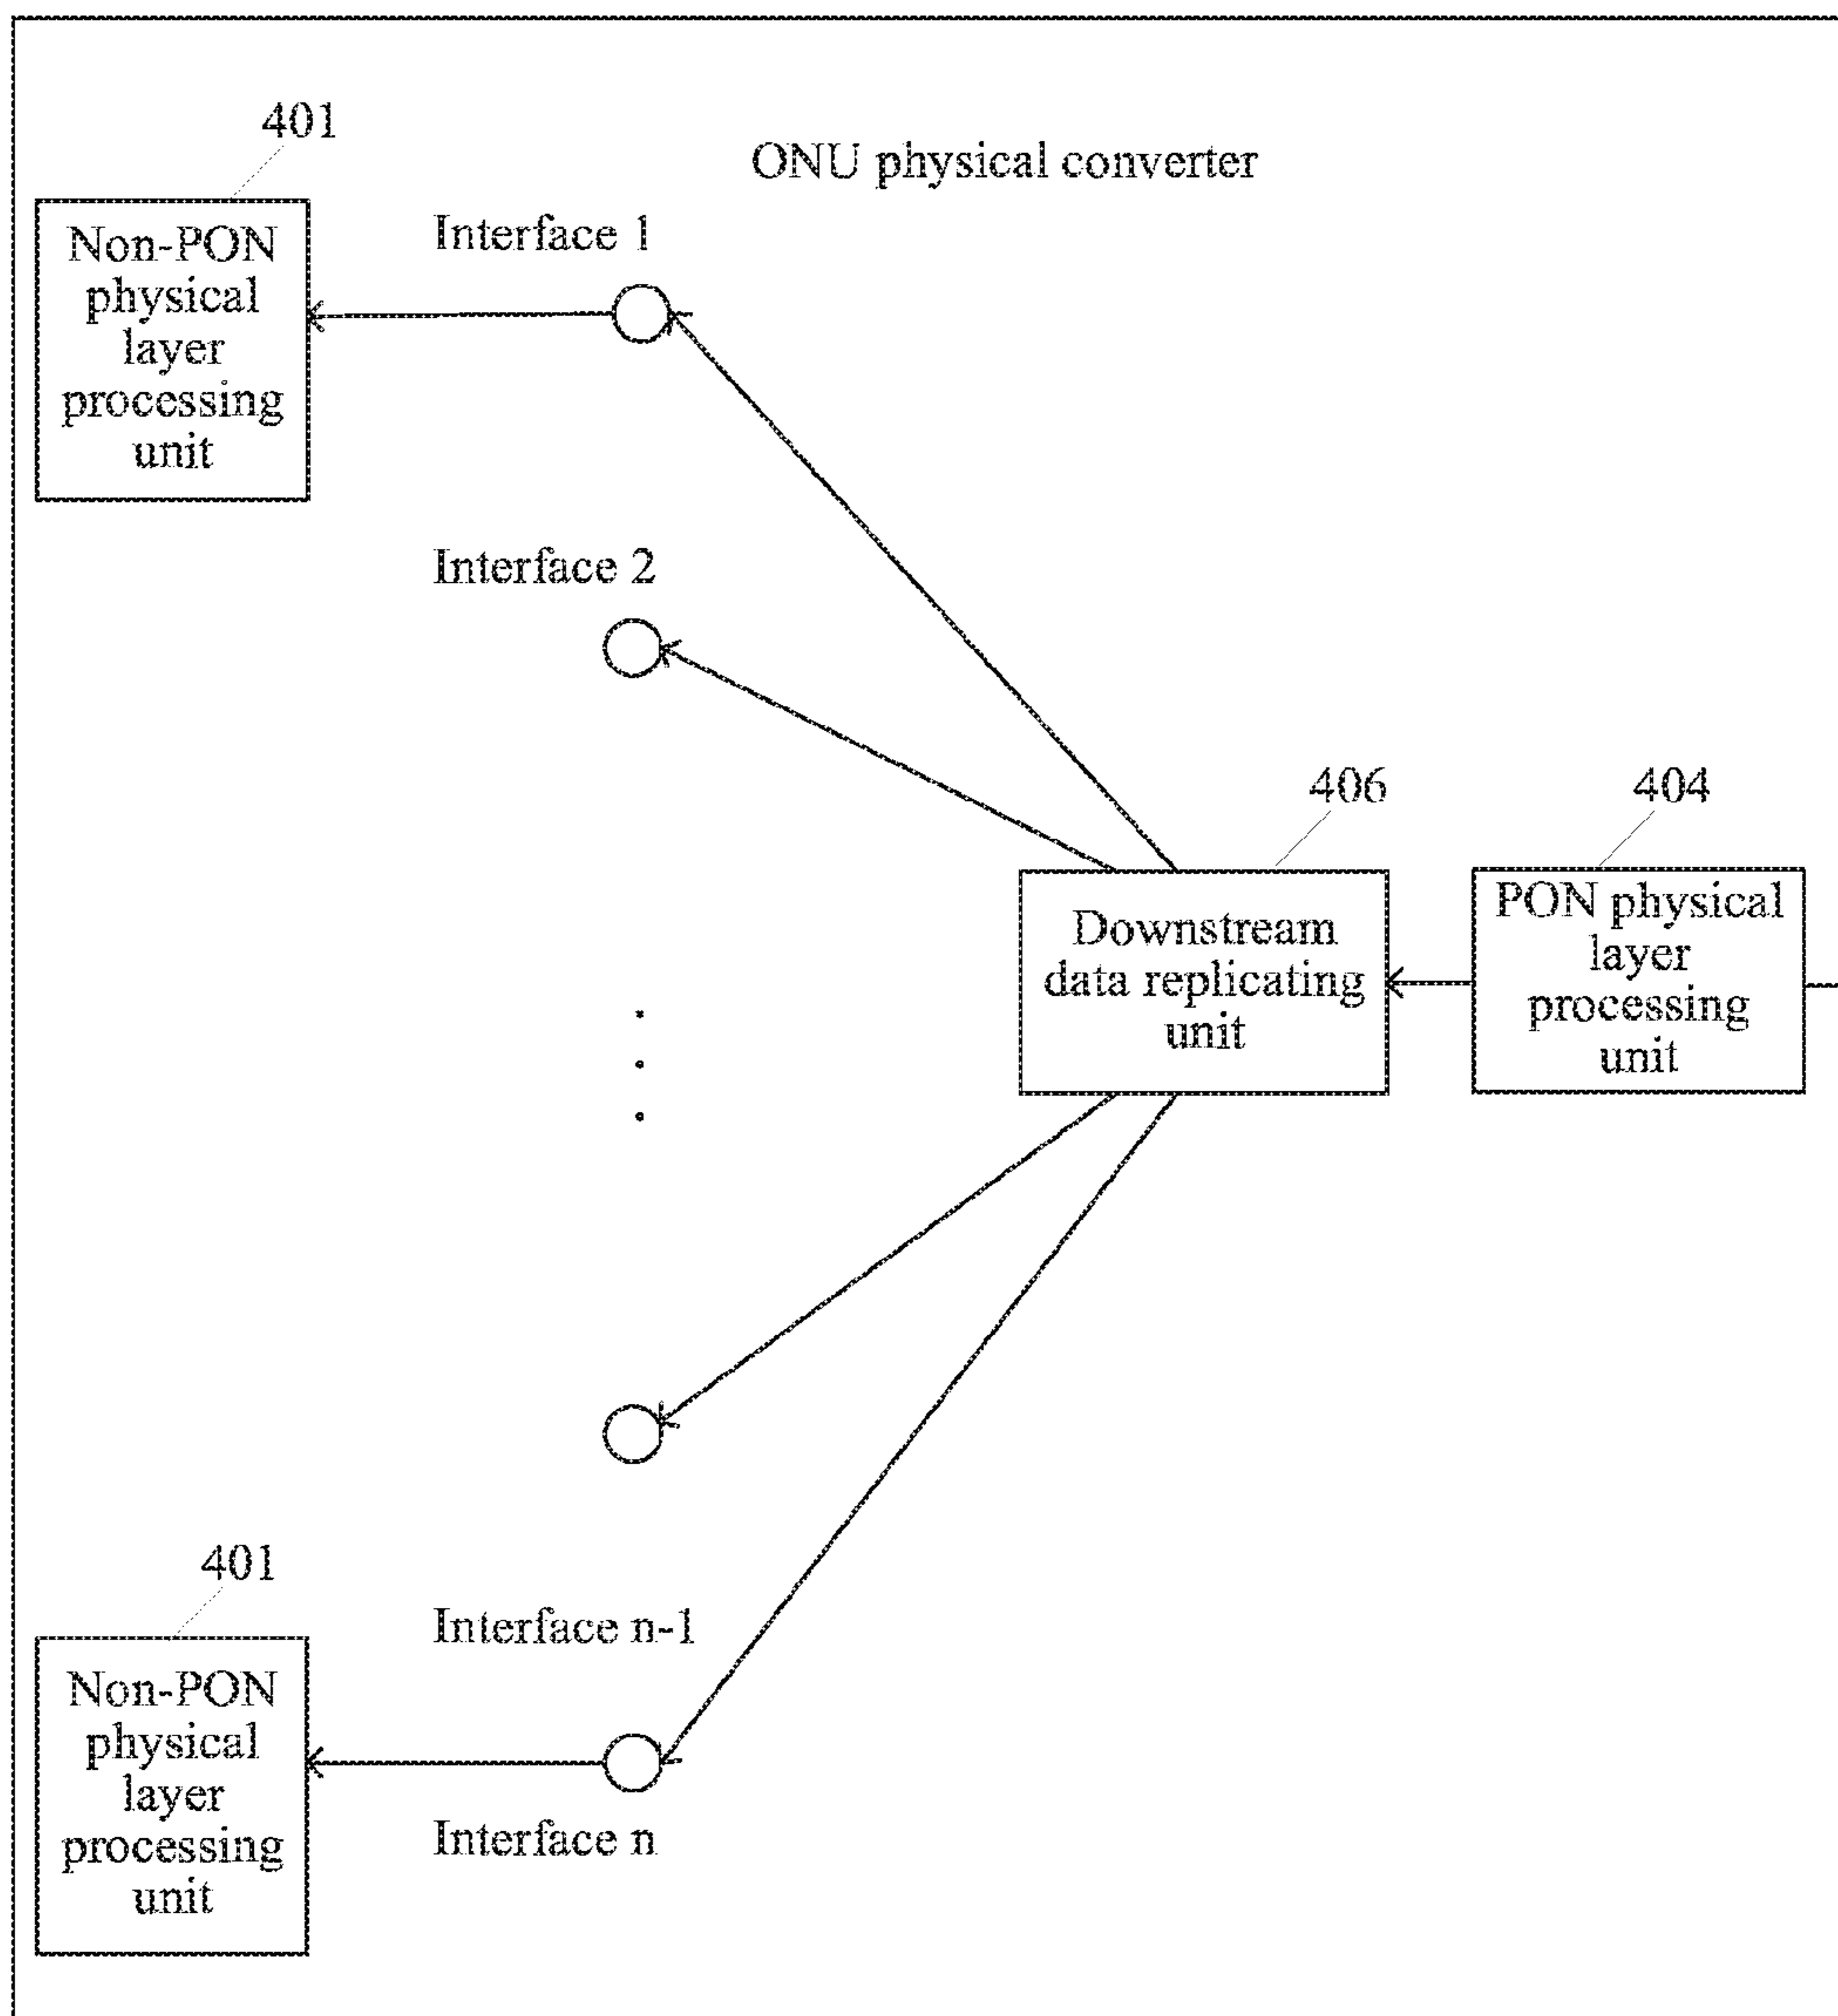 401
ONU physical converter
Non-PON
physical
layer
processing
unit
Interface 1
Interface 2
406
404
Downstream
data replicating
unit
PON physical
layer
processing
unit
401
Interface n-1
Non-PON
physical
layer
processing
unit
Interface n